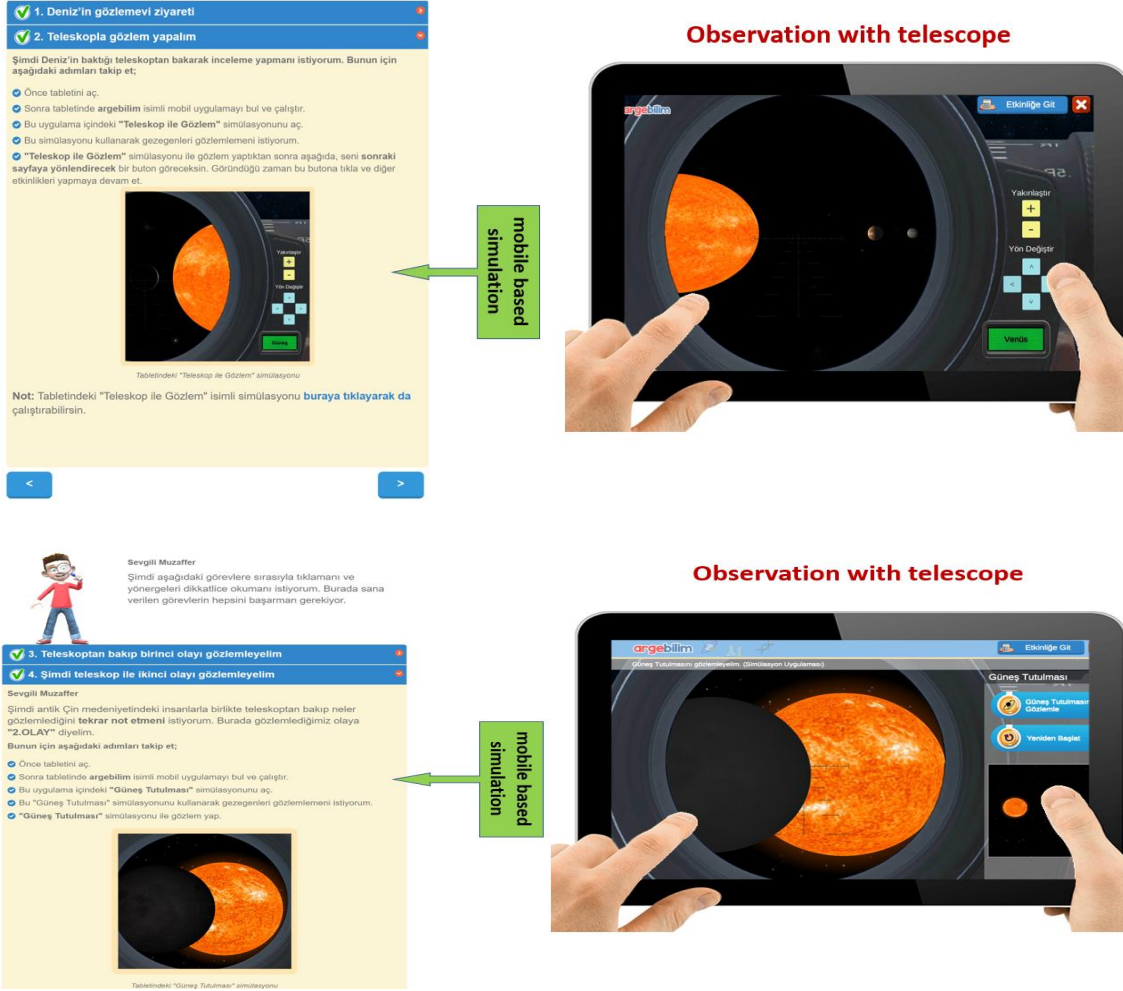 1. Deniz'in gözlemevi ziyareti
2. Teleskopla gözlem yapalım
Şimdi Deniz'in baktığı teleskoptan bakarak inceleme yapmanı istiyorum. Bunun için
aşağıdaki adımları takip et;
Önce tabletini aç.
Sonra tabletinde argebilim isimli mobil uygulamayı bul ve çalıştır.
Bu uygulama içindeki "Teleskop ile Gözlem" simülasyonunu aç.
Bu simülasyonu kullanarak gezegenleri gözlemlemeni istiyorum.
"Teleskop ile Gözlem" simülasyonu ile gözlem yaptıktan sonra aşağıda, seni sonraki
sayfaya yönlendirecek bir buton göreceksin. Göründüğü zaman bu butona tıkla ve diğer
etkinlikleri yapmaya devam et.
Yakınlaştır
+
-
Yön Değiştir
Güneş
Tabletindeki "Teleskop ile Gözlem" simülasyonu
Not: Tabletindeki "Teleskop ile Gözlem" isimli simülasyonu buraya tıklayarak da
çalıştırabilirsin.
<
>
mobile based
simulation
Observation with telescope
argebilim
Etkinliğe Git
Yakınlaştır
+
-
Yön Değiştir
Venüs
Sevgili Muzaffer
Şimdi aşağıdaki görevlere sırasıyla tıklamanı ve
yönergeleri dikkatlice okumanı istiyorum. Burada sana
verilen görevlerin hepsini başarman gerekiyor.
3. Teleskoptan bakıp birinci olayı gözlemleyelim
4. Şimdi teleskop ile ikinci olayı gözlemleyelim
Sevgili Muzaffer
Şimdi antik Çin medeniyetindeki insanlarla birlikte teleskoptan bakıp neler
gözlemlediğini tekrar not etmeni istiyorum. Burada gözlemlediğimiz olaya
"2.OLAY" diyelim.
Bunun için aşağıdaki adımları takip et;
Önce tabletini aç.
Sonra tabletinde argebilim isimli mobil uygulamayı bul ve çalıştır.
Bu uygulama içindeki "Güneş Tutulması" simülasyonunu aç.
Bu "Güneş Tutulması" simülasyonunu kullanarak gezegenleri gözlemlemeni istiyorum.
"Güneş Tutulması" simülasyonu ile gözlem yap.
Tabletindeki "Güneş Tutulması" simülasyonu
mobile based
simulation
Observation with telescope
argebilim
Etkinliğe Git
Güneş Tutulmasını gözlemleyelim. (Simülasyon Uygulaması)
Güneş Tutulması
Güneş Tutulmasını
Gözlemle
Yeniden Başlat